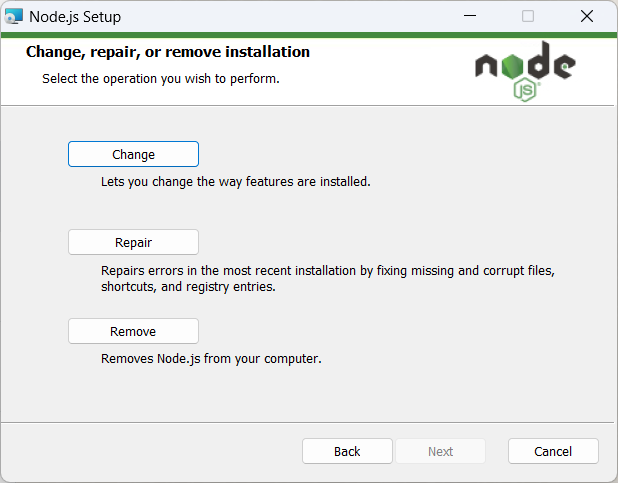 Node.js Setup
Change, repair, or remove installation
Select the operation you wish to perform.
node
JS
Change
Lets you change the way features are installed.
Repair
Repairs errors in the most recent installation by fixing missing and corrupt files,
shortcuts, and registry entries.
Remove
Removes Node.js from your computer.
Back
Next
Cancel